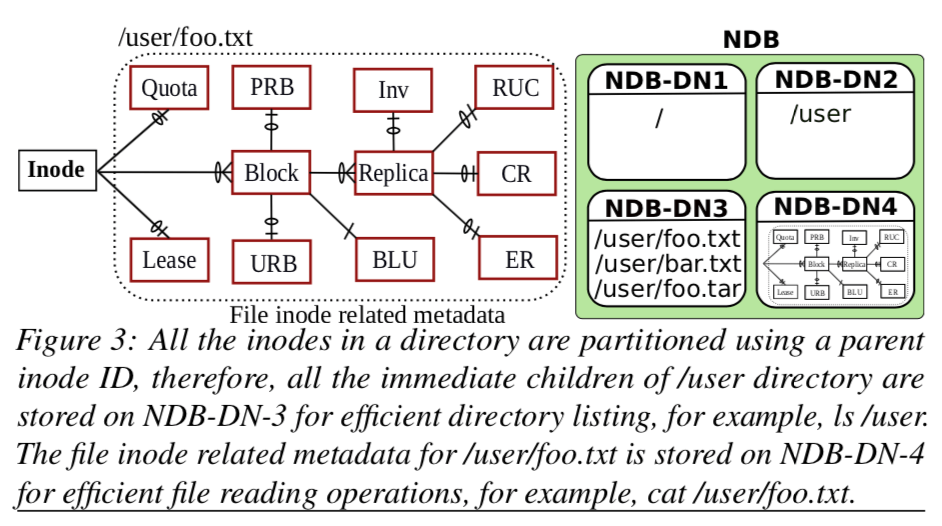 /user/foo.txt
NDB
Quota PRB Inv RUC
Inode Block Replica CR
Lease URB BLU ER
File inode related metadata
NDB-DN1 NDB-DN2
/ /user
NDB-DN3 NDB-DN4
/user/foo.txt
/user/bar.txt
/user/foo.tar
Quota PRB Inv RUC
Block Replica CR
Lease URB BLU ER
Figure 3: All the inodes in a directory are partitioned using a parent
inode ID, therefore, all the immediate children of /user directory are
stored on NDB-DN-3 for efficient directory listing, for example, ls /user.
The file inode related metadata for /user/foo.txt is stored on NDB-DN-4
for efficient file reading operations, for example, cat /user/foo.txt.